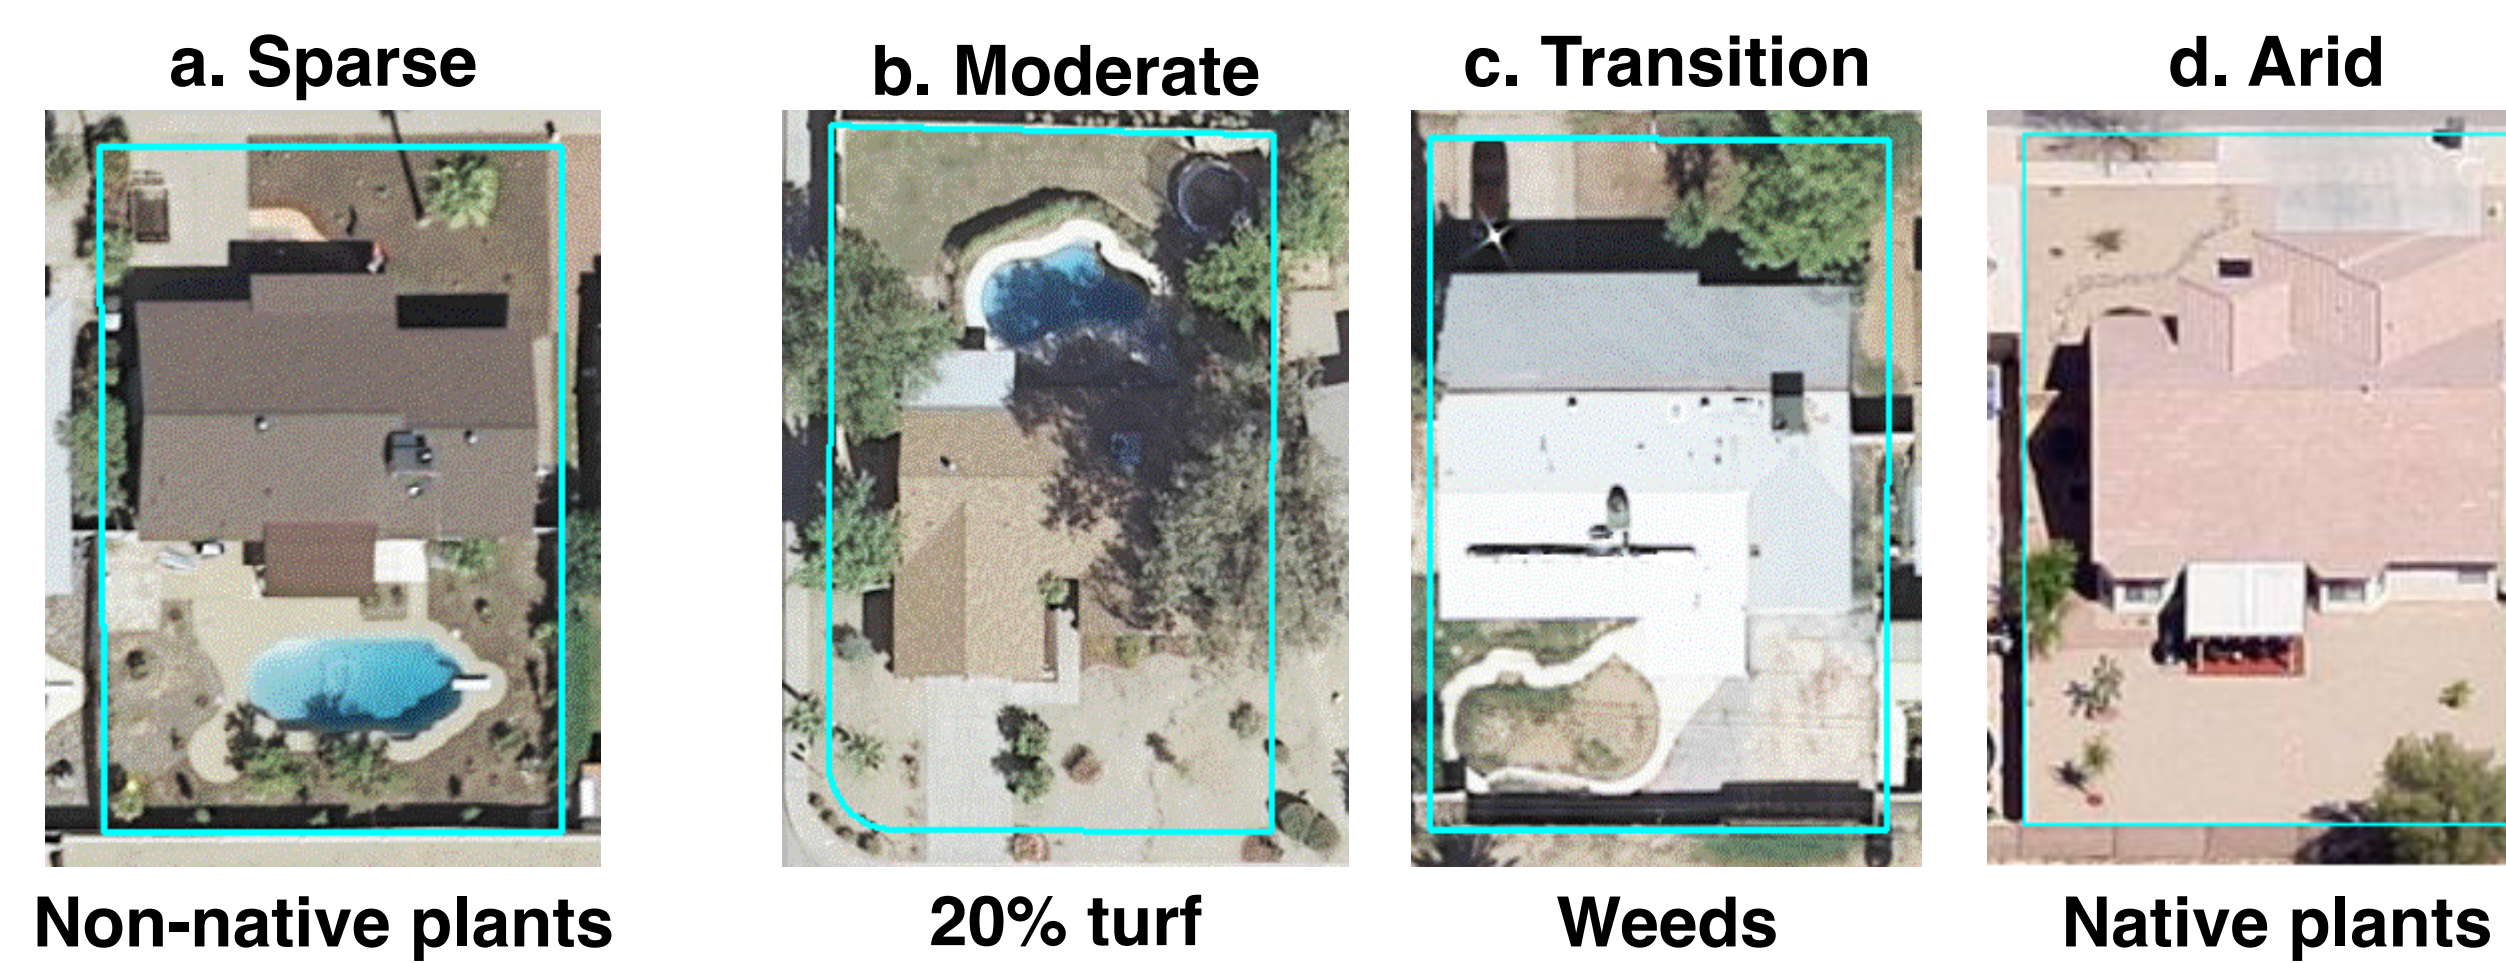 a. Sparse
b. Moderate
c. Transition
d. Arid
Non-native plants
20% turf
Weeds
Native plants